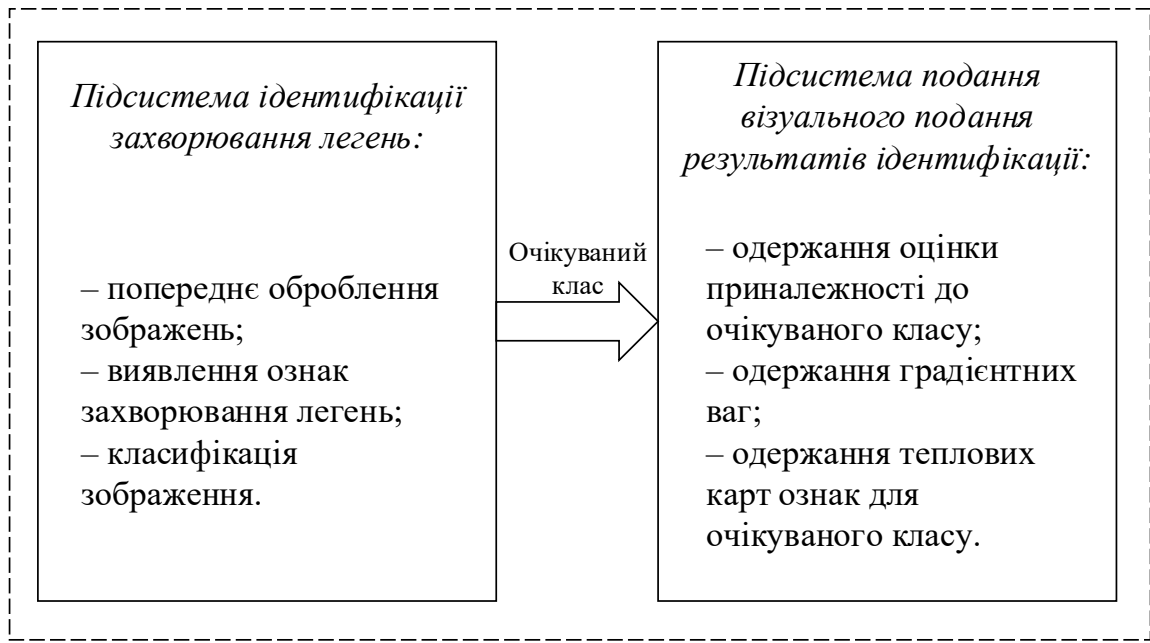 Підсистема ідентифікації
захворювання легень:
– попереднє оброблення
зображень;
– виявлення ознак
захворювання легень;
– класифікація
зображення.
Очікуваний
клас
Підсистема подання
візуального подання
результатів ідентифікації:
– одержання оцінки
приналежності до
очікуваного класу;
– одержання градієнтних
ваг;
– одержання теплових
карт ознак для
очікуваного класу.